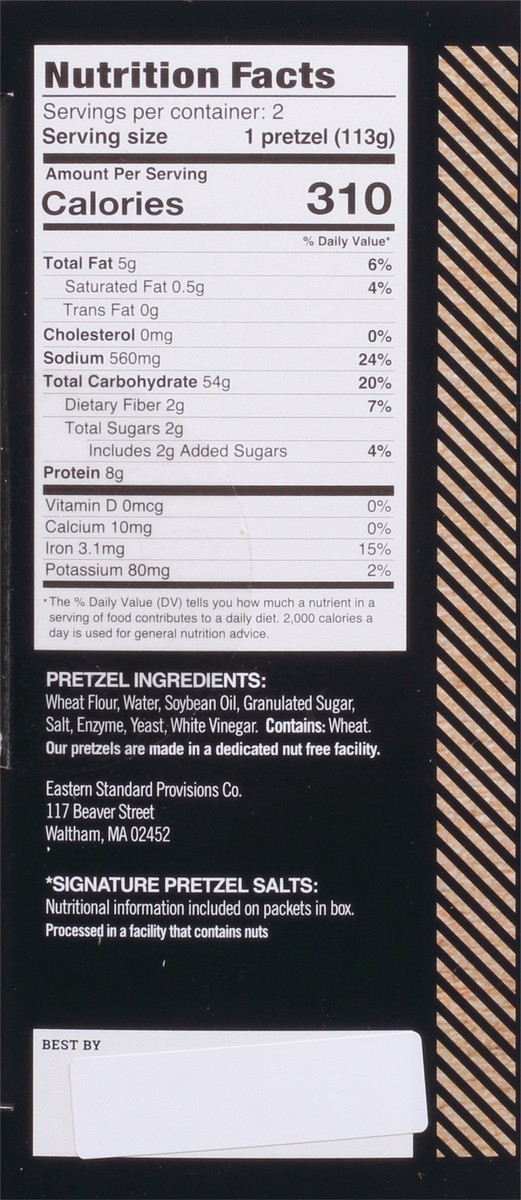 Nutrition Facts
Servings per container: 2
Serving size 1 pretzel (113g)
Amount Per Serving
Calories 310
% Daily Value*
Total Fat 5g 6%
Saturated Fat 0.5g 4%
Trans Fat 0g
Cholesterol 0mg 0%
Sodium 560mg 24%
Total Carbohydrate 54g 20%
Dietary Fiber 2g 7%
Total Sugars 2g
Includes 2g Added Sugars 4%
Protein 8g
Vitamin D 0mcg 0%
Calcium 10mg 0%
Iron 3.1mg 15%
Potassium 80mg 2%
*The % Daily Value (DV) tells you how much a nutrient in a
serving of food contributes to a daily diet. 2,000 calories a
day is used for general nutrition advice.
PRETZEL INGREDIENTS:
Wheat Flour, Water, Soybean Oil, Granulated Sugar,
Salt, Enzyme, Yeast, White Vinegar. Contains: Wheat.
Our pretzels are made in a dedicated nut free facility.
Eastern Standard Provisions Co.
117 Beaver Street
Waltham, MA 02452
*SIGNATURE PRETZEL SALTS:
Nutritional information included on packets in box.
Processed in a facility that contains nuts
BEST BY